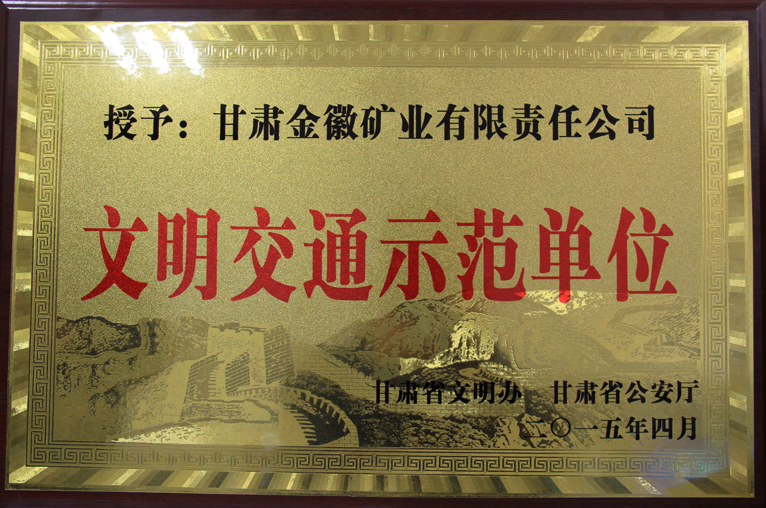 授予：甘肃金徽矿业有限责任公司
文明交通示范单位
甘肃省文明办　甘肃省公安厅
二〇一五年四月